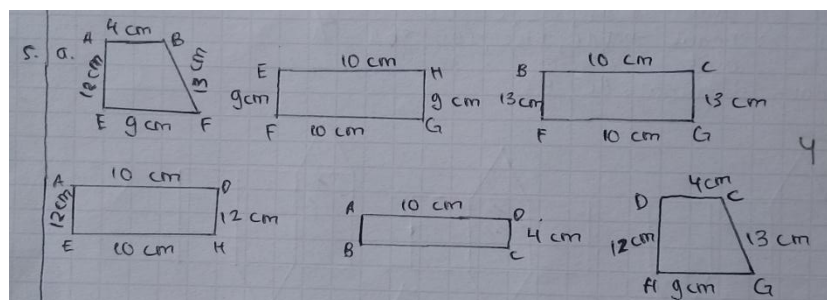 5. a.
4 cm
A B
12 cm 13 cm
E 9 cm F
10 cm
E H
9cm 9 cm
F 10 cm G
10 cm
B C
13cm 13 cm
F 10 cm G
4
10 cm
A D
12cm 12 cm
E 10 cm H
10 cm
A D
4 cm
B C
4cm
D C
12cm 13 cm
H 9cm G